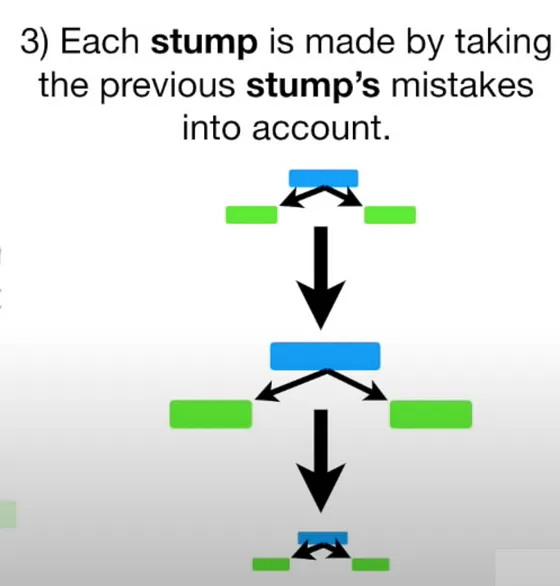 3) Each stump is made by taking
the previous stump's mistakes
into account.